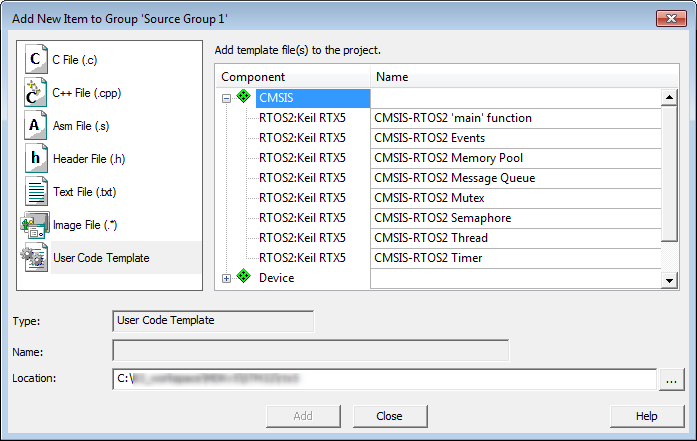 Add New Item to Group 'Source Group 1'
C File (.c)
C++ File (.cpp)
Asm File (.s)
Header File (.h)
Text File (.txt)
Image File (.*)
User Code Template
Add template file(s) to the project.
Component Name
CMSIS
RTOS2:Keil RTX5 CMSIS-RTOS2 'main' function
RTOS2:Keil RTX5 CMSIS-RTOS2 Events
RTOS2:Keil RTX5 CMSIS-RTOS2 Memory Pool
RTOS2:Keil RTX5 CMSIS-RTOS2 Message Queue
RTOS2:Keil RTX5 CMSIS-RTOS2 Mutex
RTOS2:Keil RTX5 CMSIS-RTOS2 Semaphore
RTOS2:Keil RTX5 CMSIS-RTOS2 Thread
RTOS2:Keil RTX5 CMSIS-RTOS2 Timer
Device
Type: User Code Template
Name:
Location: C:\
...
Add Close Help